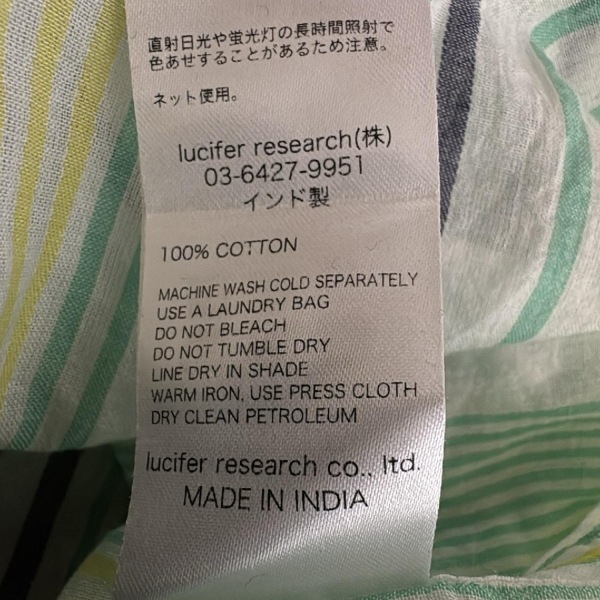 直射日光や蛍光灯の長時間照射で
色あせすることがあるため注意。
ネット使用。
lucifer research(株)
03-6427-9951
インド製
100% COTTON
MACHINE WASH COLD SEPARATELY
USE A LAUNDRY BAG
DO NOT BLEACH
DO NOT TUMBLE DRY
LINE DRY IN SHADE
WARM IRON, USE PRESS CLOTH
DRY CLEAN PETROLEUM
lucifer research co., ltd.
MADE IN INDIA